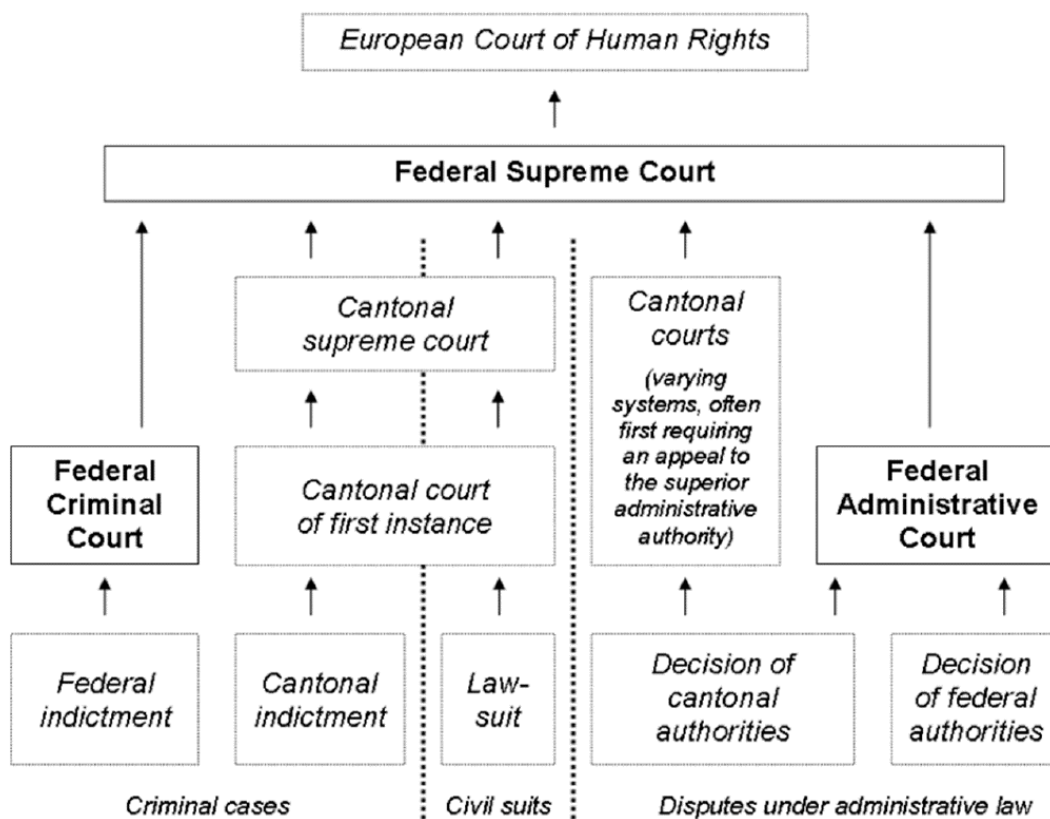 European Court of Human Rights
Federal Supreme Court
Cantonal
supreme court
Cantonal
courts
(varying
systems, often
first requiring
an appeal to
the superior
administrative
authority)
Federal
Criminal
Court
Cantonal court
of first instance
Federal
Administrative
Court
Federal
indictment
Cantonal
indictment
Law-
suit
Decision of
cantonal
authorities
Decision
of federal
authorities
Criminal cases
Civil suits
Disputes under administrative law